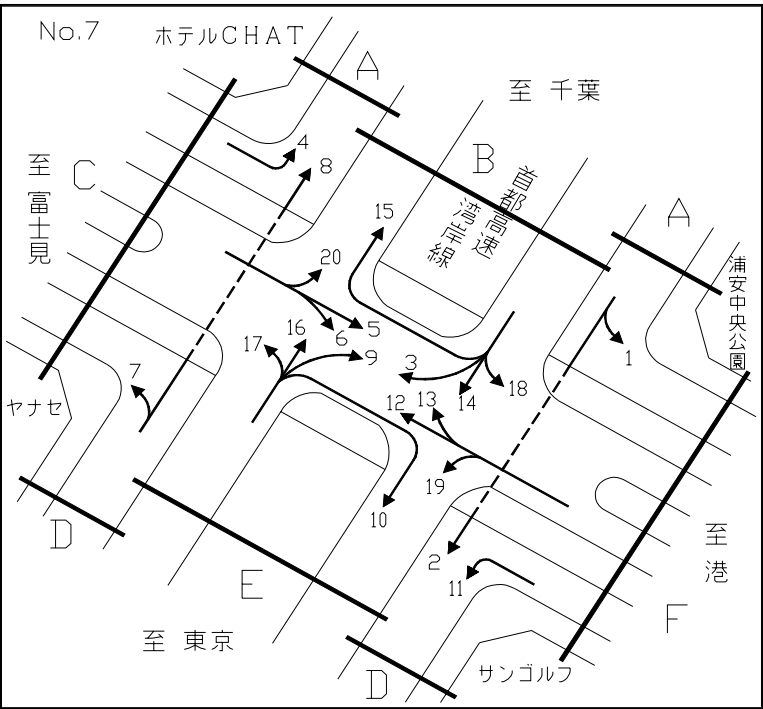 No.7
ホテルCHAT
A
至 千葉
B
首都高速
湾岸線
A
浦安中央公園
至 富士見
C
4
8
15
20
5
6
16
17
9
3
7
14
18
1
12
13
19
10
2
11
ヤナセ
D
E
至 東京
D
サンゴルフ
F
至 港